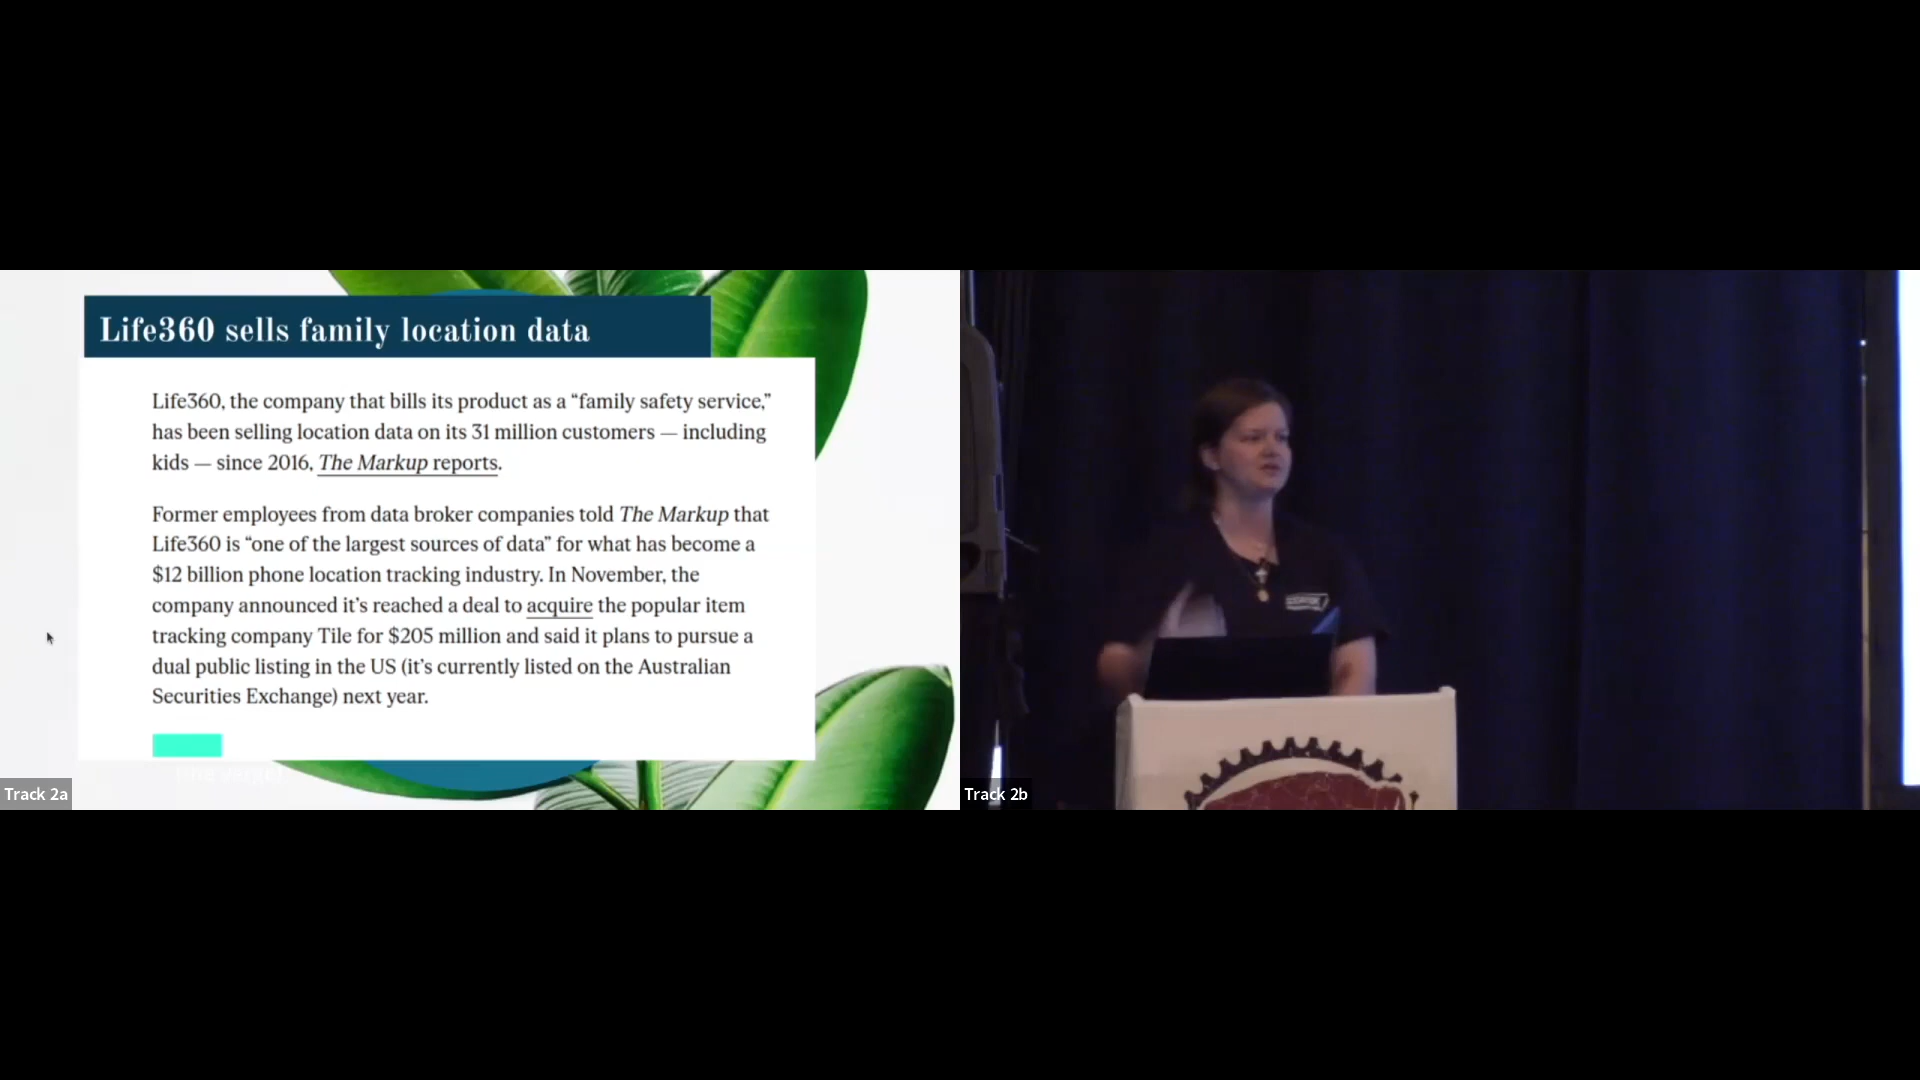 Life360 sells family location data
Life360, the company that bills its product as a “family safety service,”
has been selling location data on its 31 million customers — including
kids — since 2016, The Markup reports.
Former employees from data broker companies told The Markup that
Life360 is “one of the largest sources of data” for what has become a
$12 billion phone location tracking industry. In November, the
company announced it’s reached a deal to acquire the popular item
tracking company Tile for $205 million and said it plans to pursue a
dual public listing in the US (it’s currently listed on the Australian
Securities Exchange) next year.
Track 2a
Track 2b